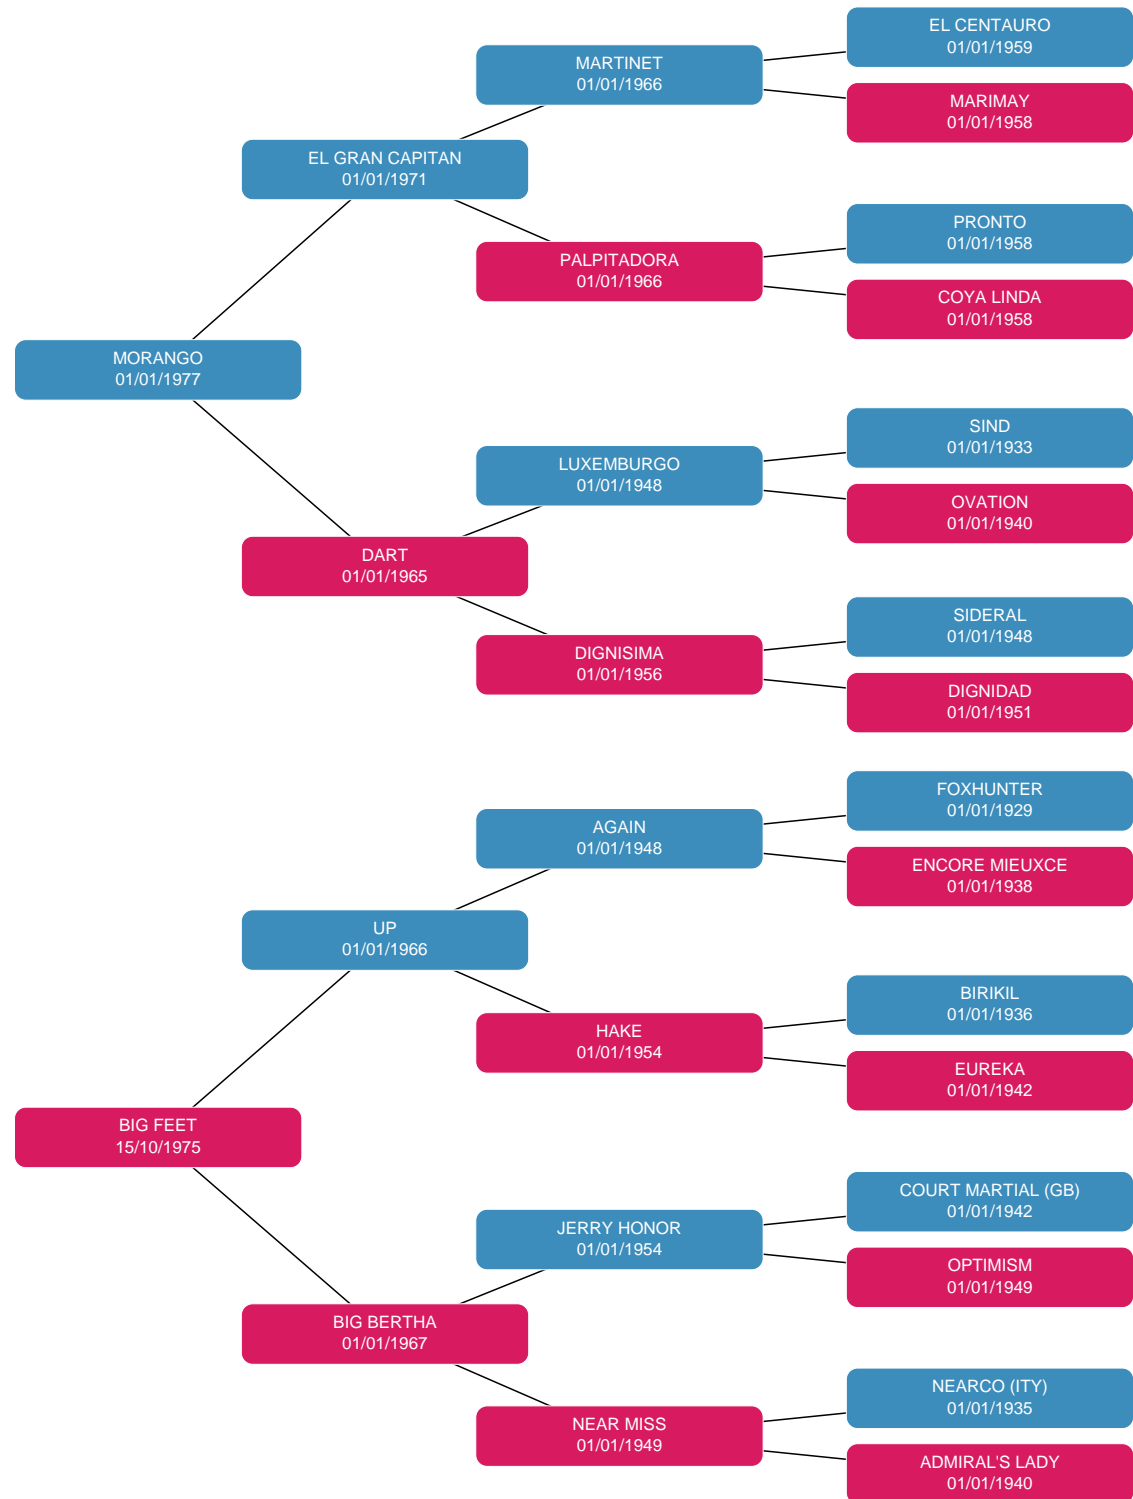 EL CENTAURO
01/01/1959
MARTINET
01/01/1966
MARIMAY
01/01/1958
EL GRAN CAPITAN
01/01/1971
PRONTO
01/01/1958
PALPITADORA
01/01/1966
COYA LINDA
01/01/1958
MORANGO
01/01/1977
SIND
01/01/1933
LUXEMBURGO
01/01/1948
OVATION
01/01/1940
DART
01/01/1965
SIDERAL
01/01/1948
DIGNISIMA
01/01/1956
DIGNIDAD
01/01/1951
FOXHUNTER
01/01/1929
AGAIN
01/01/1948
ENCORE MIEUXCE
01/01/1938
UP
01/01/1966
BIRIKIL
01/01/1936
HAKE
01/01/1954
EUREKA
01/01/1942
BIG FEET
15/10/1975
COURT MARTIAL (GB)
01/01/1942
JERRY HONOR
01/01/1954
OPTIMISM
01/01/1949
BIG BERTHA
01/01/1967
NEARCO (ITY)
01/01/1935
NEAR MISS
01/01/1949
ADMIRAL'S LADY
01/01/1940